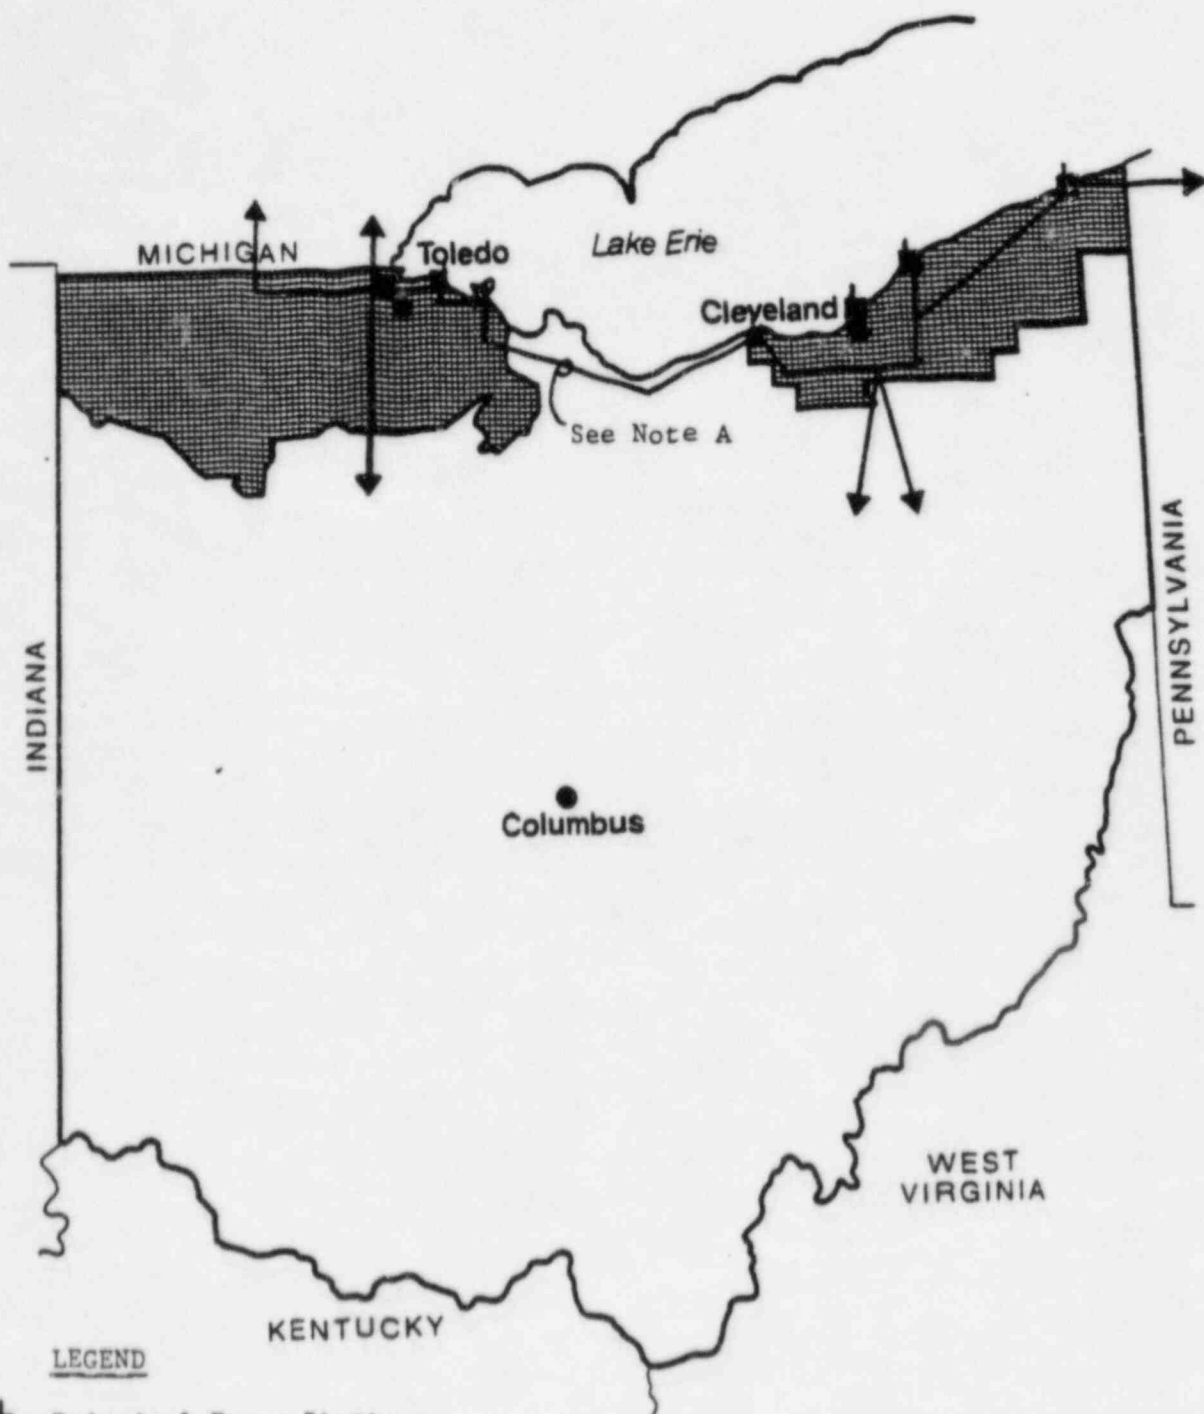 MICHIGAN
Toledo
Lake Erie
Cleveland
See Note A
INDIANA
PENNSYLVANIA
Columbus
WEST
VIRGINIA
KENTUCKY
LEGEND